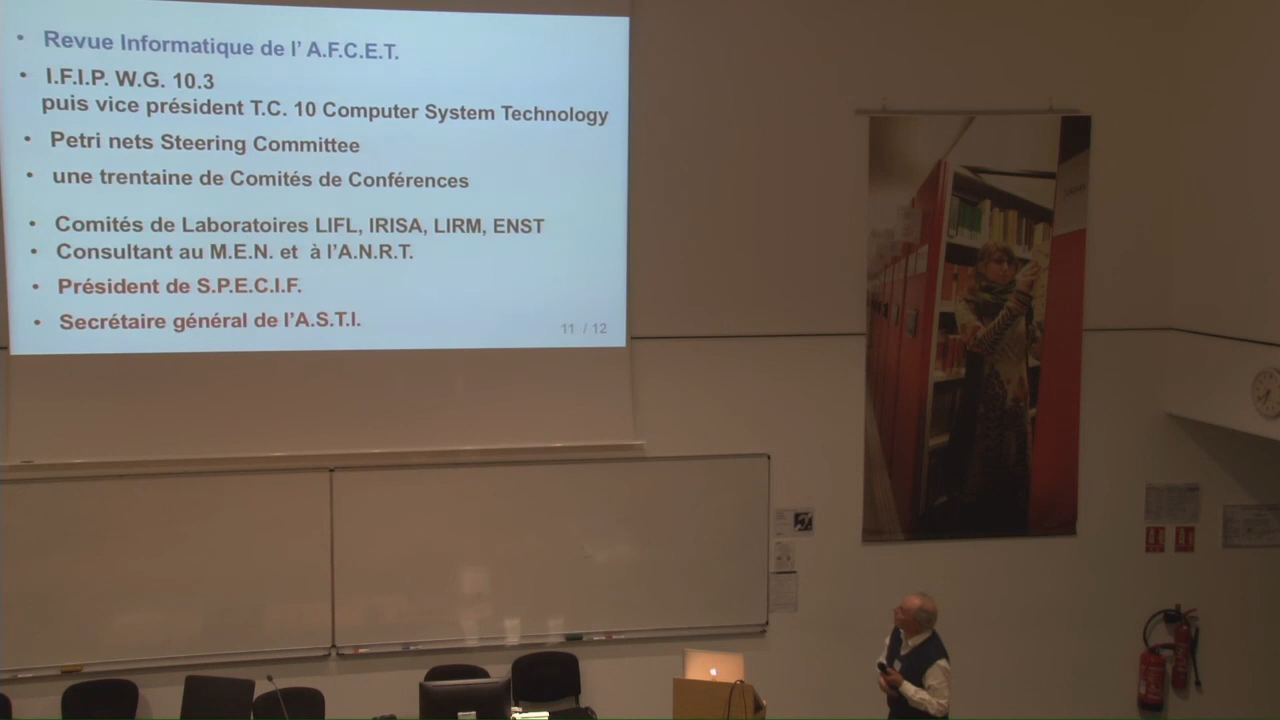 • Revue Informatique de l' A.F.C.E.T.
• I.F.I.P. W.G. 10.3
puis vice président T.C. 10 Computer System Technology
• Petri nets Steering Committee
• une trentaine de Comités de Conférences
• Comités de Laboratoires LIFL, IRISA, LIRM, ENST
• Consultant au M.E.N. et à l'A.N.R.T.
• Président de S.P.E.C.I.F.
• Secrétaire général de l'A.S.T.I.
11 / 12